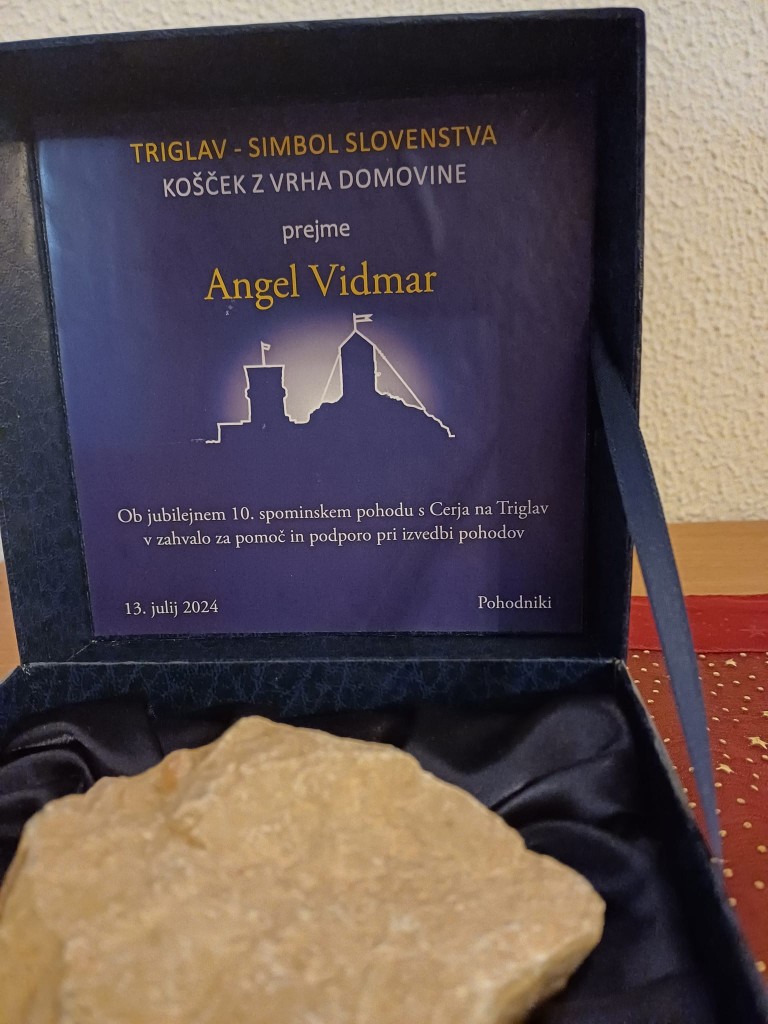 TRIGLAV - SIMBOL SLOVENSTVA
KOŠČEK Z VRHA DOMOVINE
prejme
Angel Vidmar
Ob jubilejnem 10. spominskem pohodu s Cerja na Triglav
v zahvalo za pomoč in podporo pri izvedbi pohodov
13. julij 2024
Pohodniki